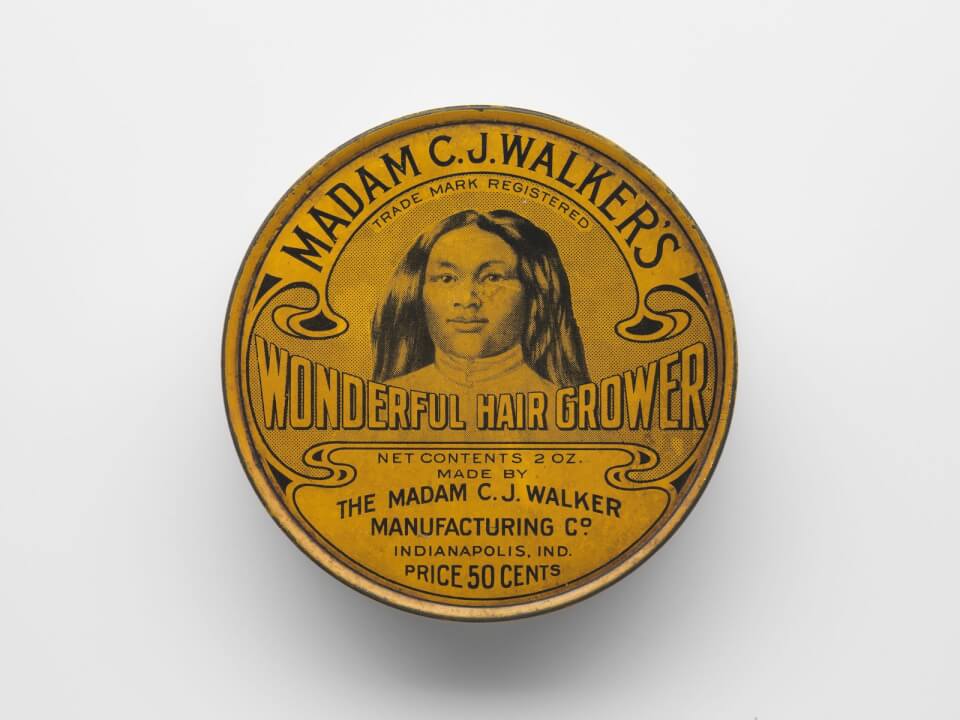 MADAM C.J.WALKER'S
TRADE MARK REGISTERED
WONDERFUL HAIR GROWER
NET CONTENTS 2 OZ.
MADE BY
THE MADAM C.J. WALKER
MANUFACTURING Cº
INDIANAPOLIS, IND.
PRICE 50 CENTS